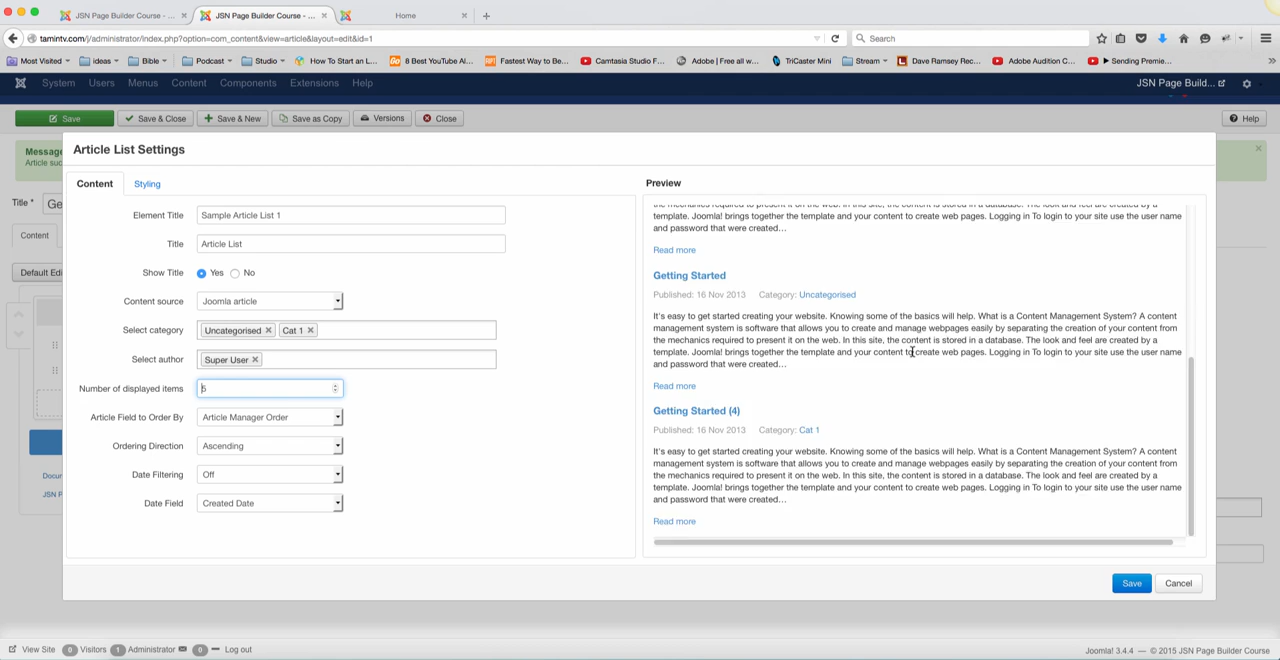 JSN Page Builder Course - ... ×
JSN Page Builder Course - ... ×
Home ×
tamintv.com/j/administrator/index.php?option=com_content&view=article&layout=edit&id=1
Search
Most Visited
ideas
Bible
Podcast
Studio
How To Start an L...
8 Best YouTube Al...
Fastest Way to Be...
Camtasia Studio F...
Adobe | Free all w...
TriCaster Mini
Stream
Dave Ramsey Rec...
Adobe Audition C...
▶ Sending Premie...
System Users Menus Content Components Extensions Help
JSN Page Build...
Save
Save & Close
Save & New
Save as Copy
Versions
Close
Help
Message
Article suc
Title *
Ge
Content
Default Edi
Docur
JSN P
Article List Settings
Content
Styling
Element Title
Sample Article List 1
Title
Article List
Show Title
Yes
No
Content source
Joomla article
Select category
Uncategorised ×
Cat 1 ×
Select author
Super User ×
Number of displayed items
5
Article Field to Order By
Article Manager Order
Ordering Direction
Ascending
Date Filtering
Off
Date Field
Created Date
Preview
the mechanics required to present it on the web. In this site, the content is stored in a database. The look and feel are created by a
template. Joomla! brings together the template and your content to create web pages. Logging in To login to your site use the user name
and password that were created...
Read more
Getting Started
Published: 16 Nov 2013 Category: Uncategorised
It's easy to get started creating your website. Knowing some of the basics will help. What is a Content Management System? A content
management system is software that allows you to create and manage webpages easily by separating the creation of your content from
the mechanics required to present it on the web. In this site, the content is stored in a database. The look and feel are created by a
template. Joomla! brings together the template and your content to create web pages. Logging in To login to your site use the user name
and password that were created...
Read more
Getting Started (4)
Published: 16 Nov 2013 Category: Cat 1
It's easy to get started creating your website. Knowing some of the basics will help. What is a Content Management System? A content
management system is software that allows you to create and manage webpages easily by separating the creation of your content from
the mechanics required to present it on the web. In this site, the content is stored in a database. The look and feel are created by a
template. Joomla! brings together the template and your content to create web pages. Logging in To login to your site use the user name
and password that were created...
Read more
Save
Cancel
View Site 0 Visitors 1 Administrator 0 Log out
Joomla! 3.4.4 — © 2015 JSN Page Builder Course